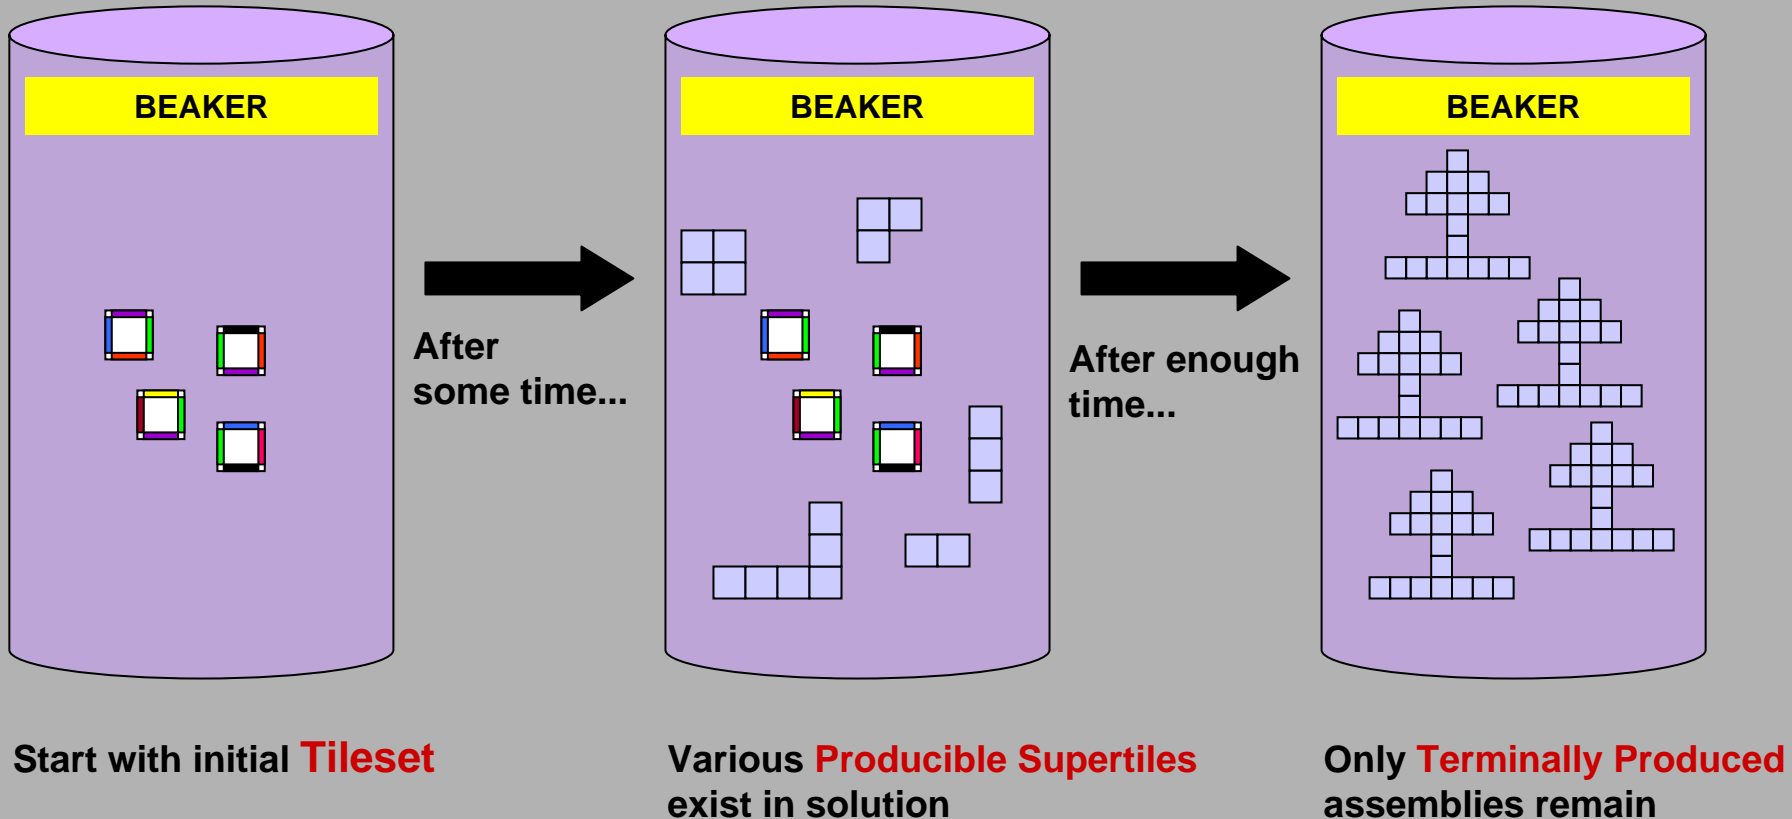 BEAKER
BEAKER
BEAKER
After
some time...
After enough
time...
Start with initial Tileset
Various Producible Supertiles
exist in solution
Only Terminally Produced
assemblies remain